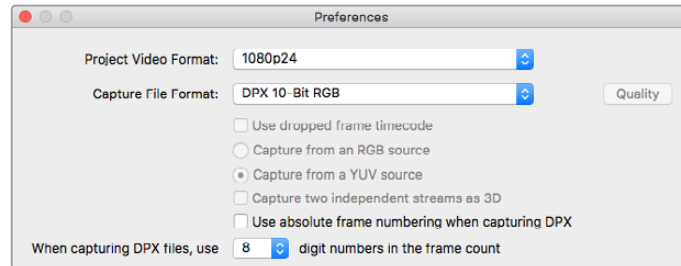 Preferences
Project Video Format: 1080p24
Capture File Format: DPX 10-Bit RGB Quality
Use dropped frame timecode
Capture from an RGB source
Capture from a YUV source
Capture two independent streams as 3D
Use absolute frame numbering when capturing DPX
When capturing DPX files, use 8 digit numbers in the frame count